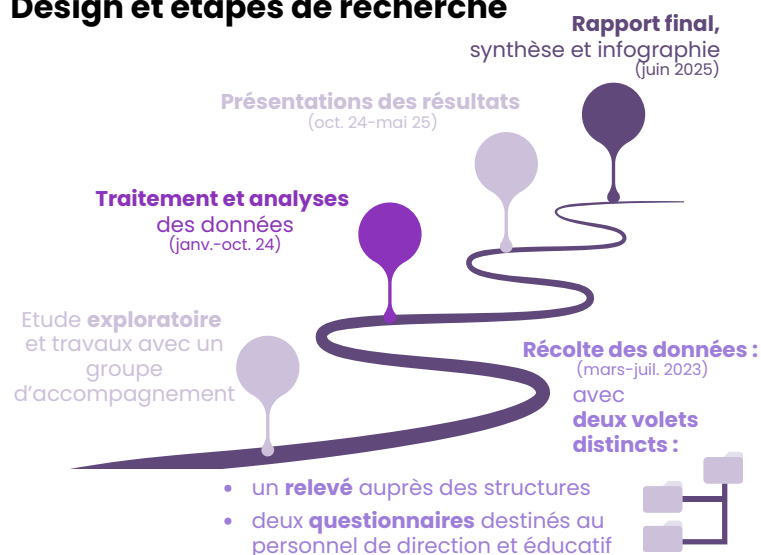 Design et étapes de recherche
Rapport final,
synthèse et infographie
(juin 2025)
Présentations des résultats
(oct. 24-mai 25)
Traitement et analyses
des données
(janv.-oct. 24)
Etude exploratoire
et travaux avec un
groupe
d’accompagnement
Récolte des données :
(mars-juil. 2023)
avec
deux volets
distincts :
• un relevé auprès des structures
• deux questionnaires destinés au
personnel de direction et éducatif